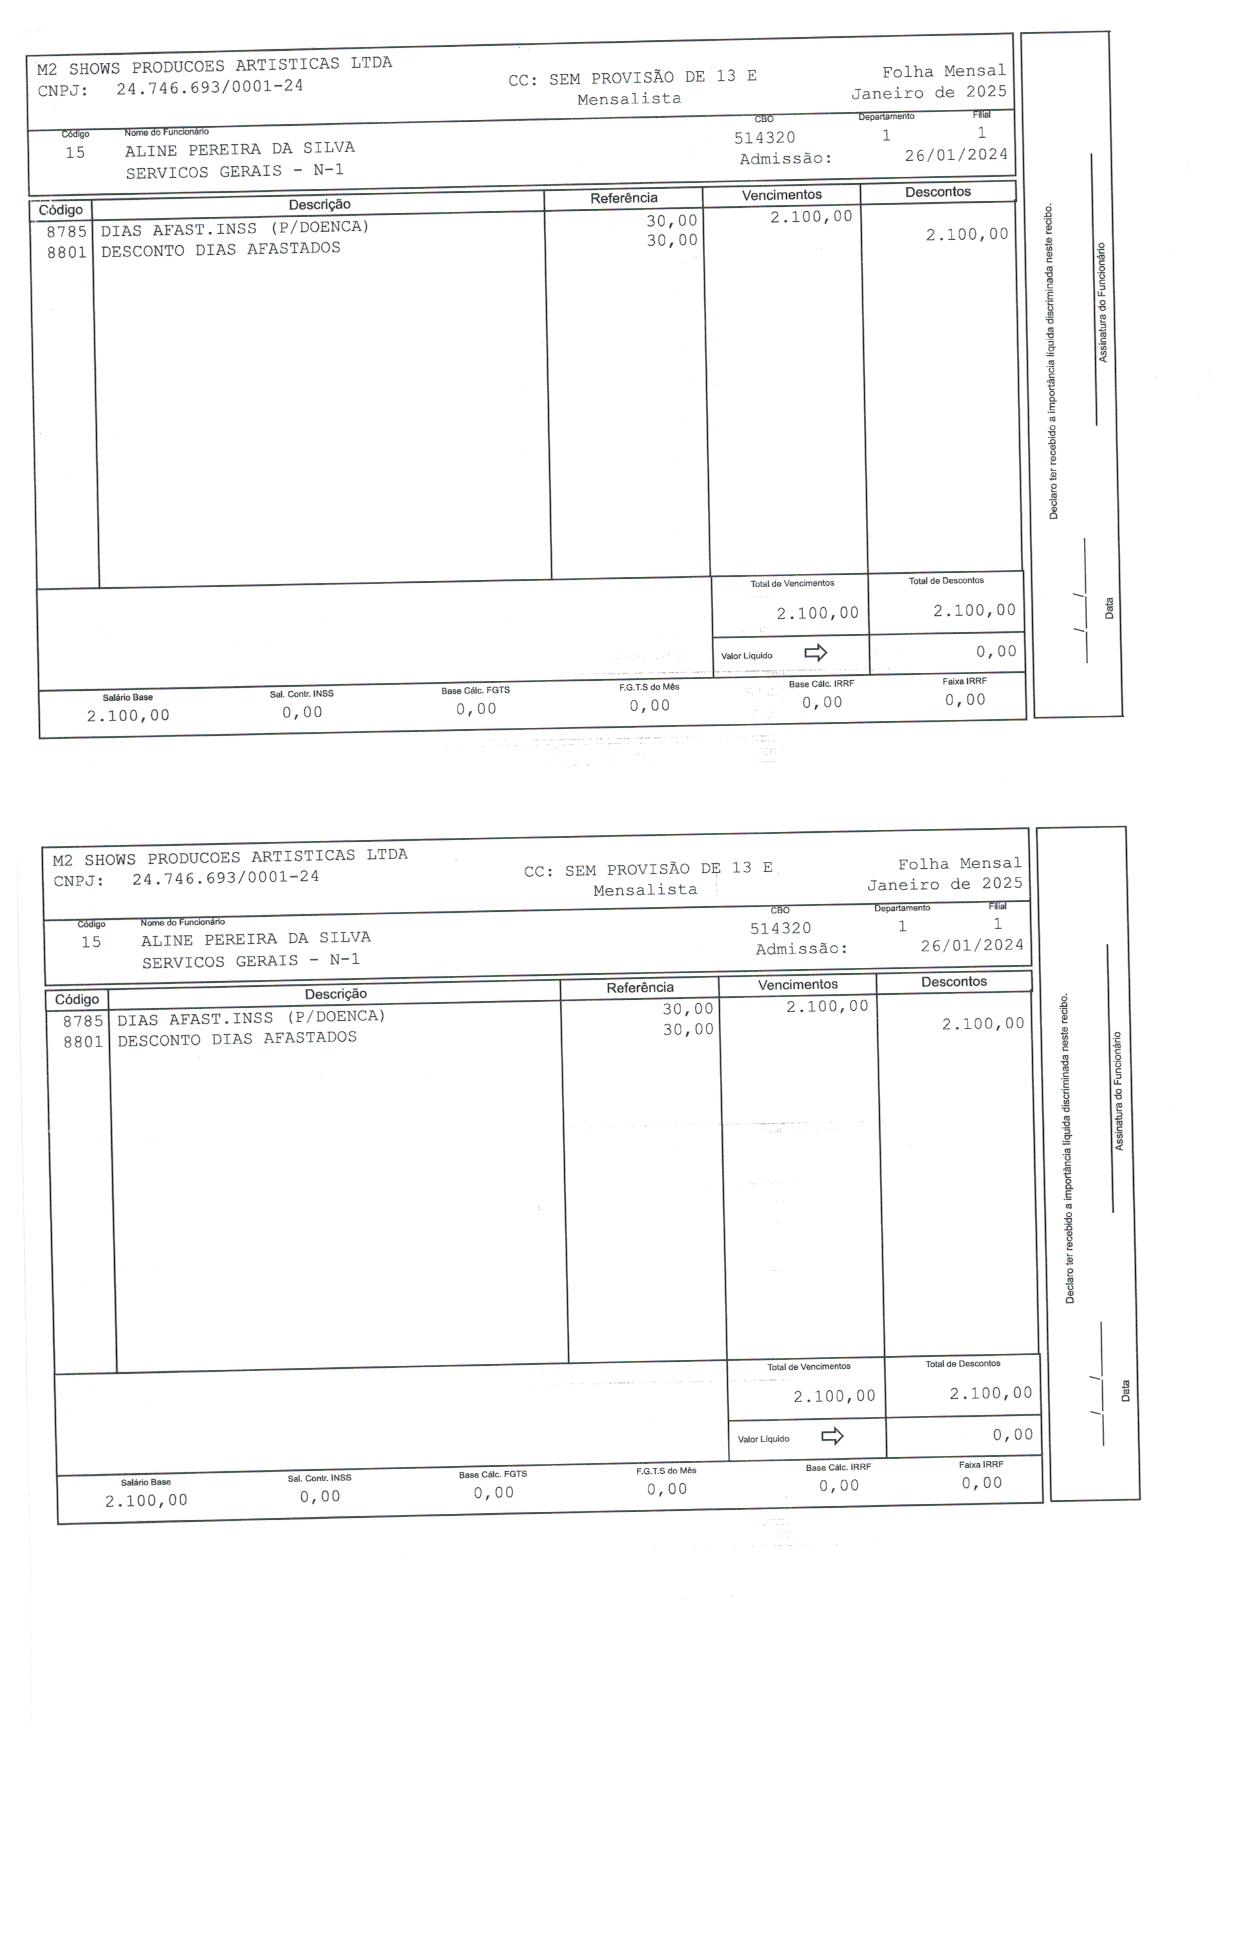 M2 SHOWS PRODUCOES ARTISTICAS LTDA
CNPJ: 24.746.693/0001-24
CC: SEM PROVISÃO DE 13 E
Mensalista
Folha Mensal
Janeiro de 2025
Código Nome do Funcionário CBO Departamento Filial
15 ALINE PEREIRA DA SILVA 514320 1 1
SERVICOS GERAIS - N-1 Admissão: 26/01/2024
Código Descrição Referência Vencimentos Descontos
8785 DIAS AFAST.INSS (P/DOENCA) 30,00 2.100,00
8801 DESCONTO DIAS AFASTADOS 30,00 2.100,00
Total de Vencimentos Total de Descontos
2.100,00 2.100,00
Valor Líquido 0,00
Salário Base Sal. Contr. INSS Base Cálc. FGTS F.G.T.S do Mês Base Cálc. IRRF Faixa IRRF
2.100,00 0,00 0,00 0,00 0,00 0,00
Declaro ter recebido a importância líquida discriminada neste recibo.
___/___/______
Data
Assinatura do Funcionário
M2 SHOWS PRODUCOES ARTISTICAS LTDA
CNPJ: 24.746.693/0001-24
CC: SEM PROVISÃO DE 13 E
Mensalista
Folha Mensal
Janeiro de 2025
Código Nome do Funcionário CBO Departamento Filial
15 ALINE PEREIRA DA SILVA 514320 1 1
SERVICOS GERAIS - N-1 Admissão: 26/01/2024
Código Descrição Referência Vencimentos Descontos
8785 DIAS AFAST.INSS (P/DOENCA) 30,00 2.100,00
8801 DESCONTO DIAS AFASTADOS 30,00 2.100,00
Total de Vencimentos Total de Descontos
2.100,00 2.100,00
Valor Líquido 0,00
Salário Base Sal. Contr. INSS Base Cálc. FGTS F.G.T.S do Mês Base Cálc. IRRF Faixa IRRF
2.100,00 0,00 0,00 0,00 0,00 0,00
Declaro ter recebido a importância líquida discriminada neste recibo.
___/___/______
Data
Assinatura do Funcionário